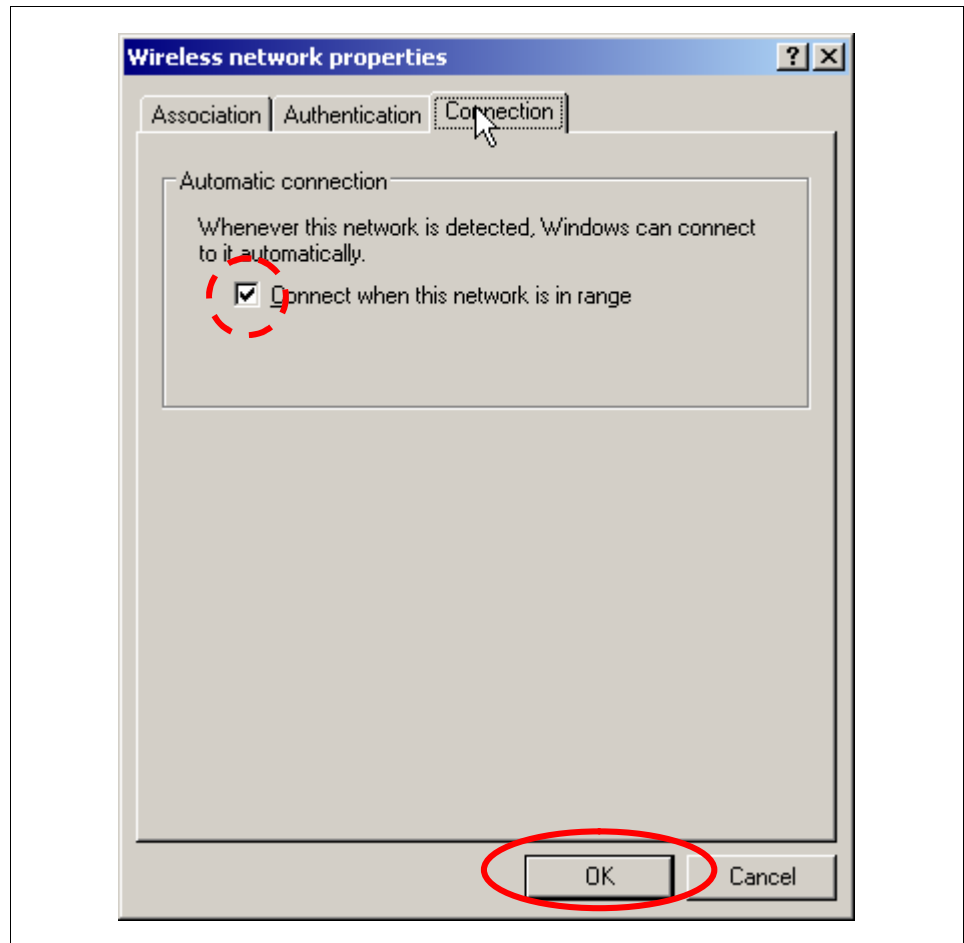 Wireless network properties
Association Authentication Connection
Automatic connection
Whenever this network is detected, Windows can connect
to it automatically.
Connect when this network is in range
OK Cancel